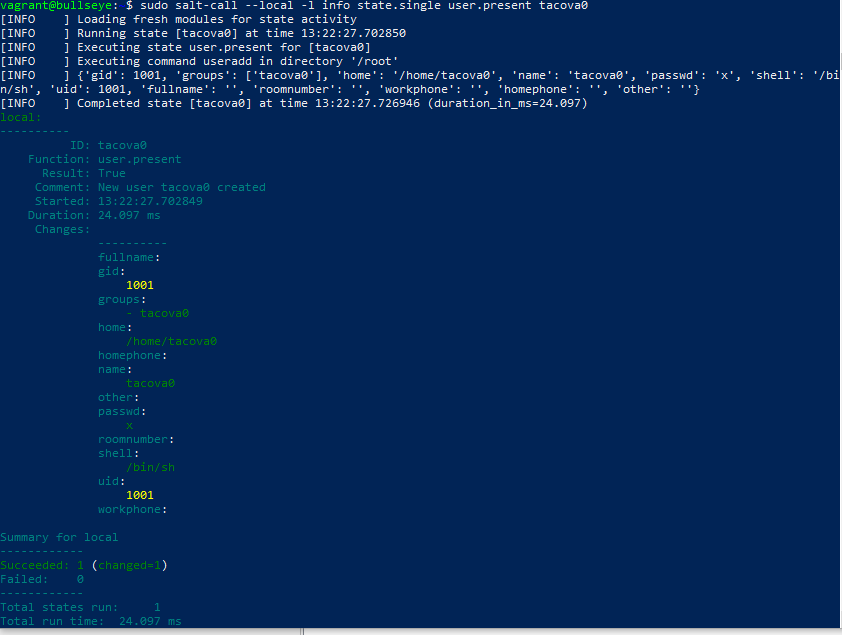 vagrant@bullseye:~$ sudo salt-call --local -l info state.single user.present tacova0
[INFO    ] Loading fresh modules for state activity
[INFO    ] Running state [tacova0] at time 13:22:27.702850
[INFO    ] Executing state user.present for [tacova0]
[INFO    ] Executing command useradd in directory '/root'
[INFO    ] {'gid': 1001, 'groups': ['tacova0'], 'home': '/home/tacova0', 'name': 'tacova0', 'passwd': 'x', 'shell': '/bi
n/sh', 'uid': 1001, 'fullname': '', 'roomnumber': '', 'workphone': '', 'homephone': '', 'other': ''}
[INFO    ] Completed state [tacova0] at time 13:22:27.726946 (duration_in_ms=24.097)
local:
----------
          ID: tacova0
    Function: user.present
      Result: True
     Comment: New user tacova0 created
     Started: 13:22:27.702849
    Duration: 24.097 ms
     Changes:
              ----------
              fullname:
              gid:
                  1001
              groups:
                  - tacova0
              home:
                  /home/tacova0
              homephone:
              name:
                  tacova0
              other:
              passwd:
                  x
              roomnumber:
              shell:
                  /bin/sh
              uid:
                  1001
              workphone:

Summary for local
------------
Succeeded: 1 (changed=1)
Failed:    0
------------
Total states run:     1
Total run time:  24.097 ms